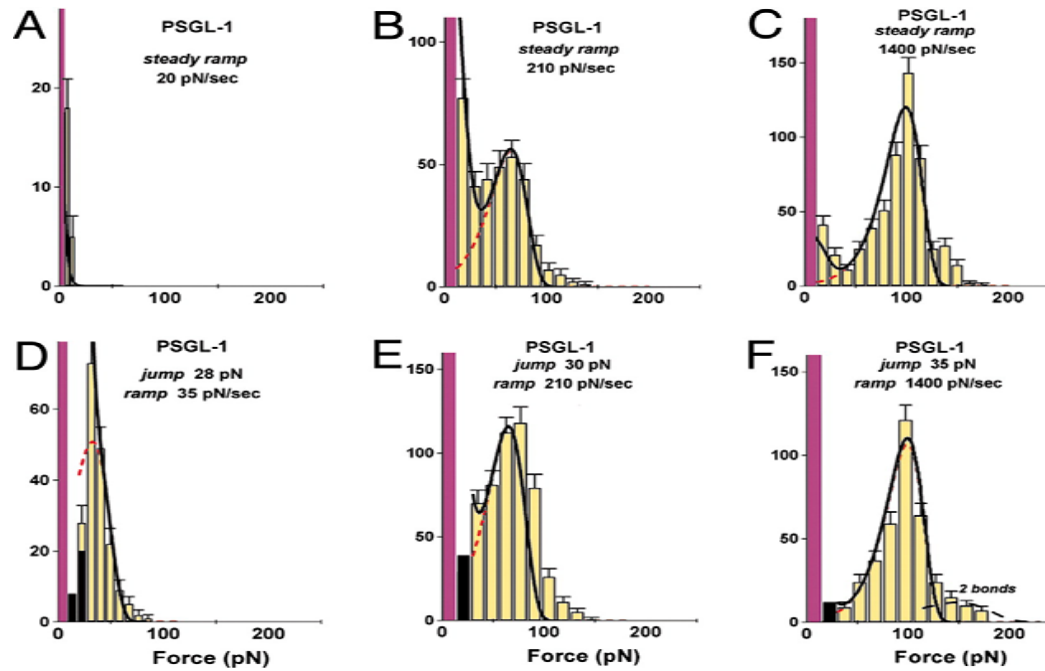 A
PSGL-1
steady ramp
20 pN/sec
20
10
0
0
100
200
B
PSGL-1
steady ramp
210 pN/sec
100
50
0
0
100
200
C
PSGL-1
steady ramp
1400 pN/sec
150
100
50
0
0
100
200
D
PSGL-1
jump 28 pN
ramp 35 pN/sec
60
40
20
0
0
100
200
Force (pN)
E
PSGL-1
jump 30 pN
ramp 210 pN/sec
150
100
50
0
0
100
200
Force (pN)
F
PSGL-1
jump 35 pN
ramp 1400 pN/sec
150
100
50
0
2 bonds
0
100
200
Force (pN)